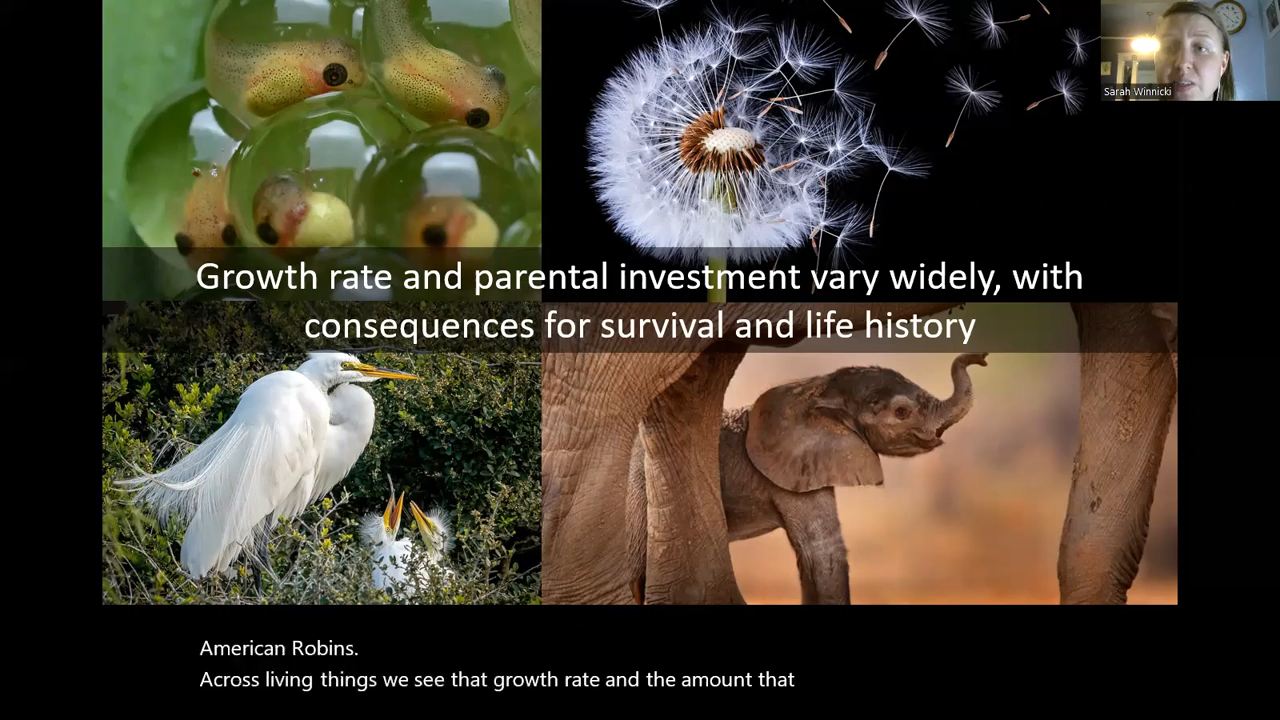 Sarah Winnicki
Growth rate and parental investment vary widely, with
consequences for survival and life history
American Robins.
Across living things we see that growth rate and the amount that